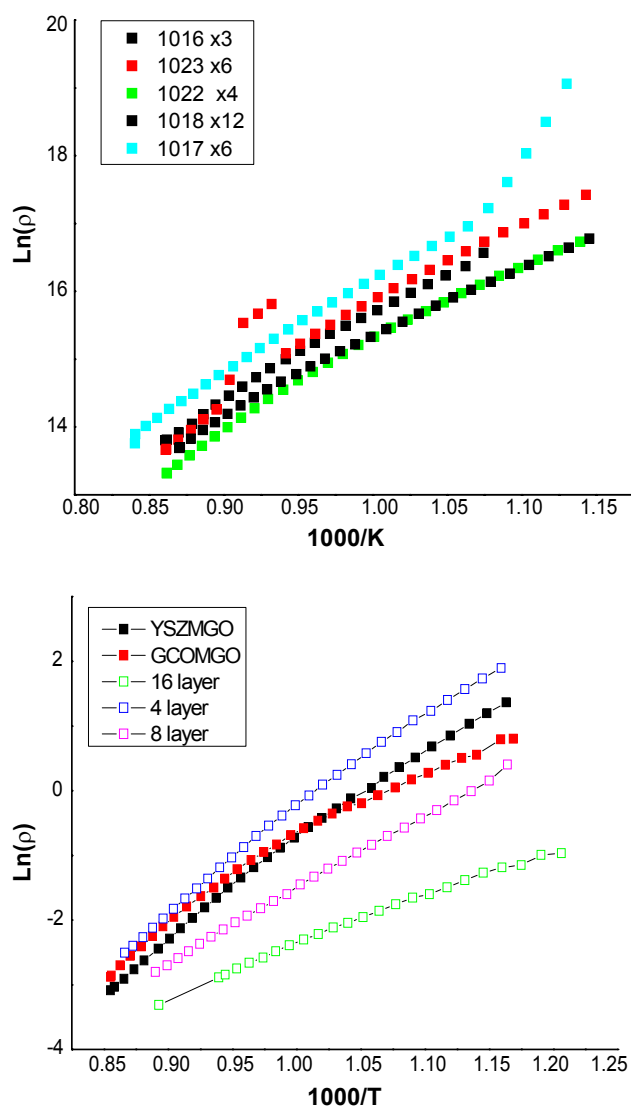 20
18
16
14
Ln(ρ)
1016 x3
1023 x6
1022 x4
1018 x12
1017 x6
0.80 0.85 0.90 0.95 1.00 1.05 1.10 1.15
1000/K
2
0
-2
-4
Ln(ρ)
YSZMGO
GCOMGO
16 layer
4 layer
8 layer
0.85 0.90 0.95 1.00 1.05 1.10 1.15 1.20 1.25
1000/T